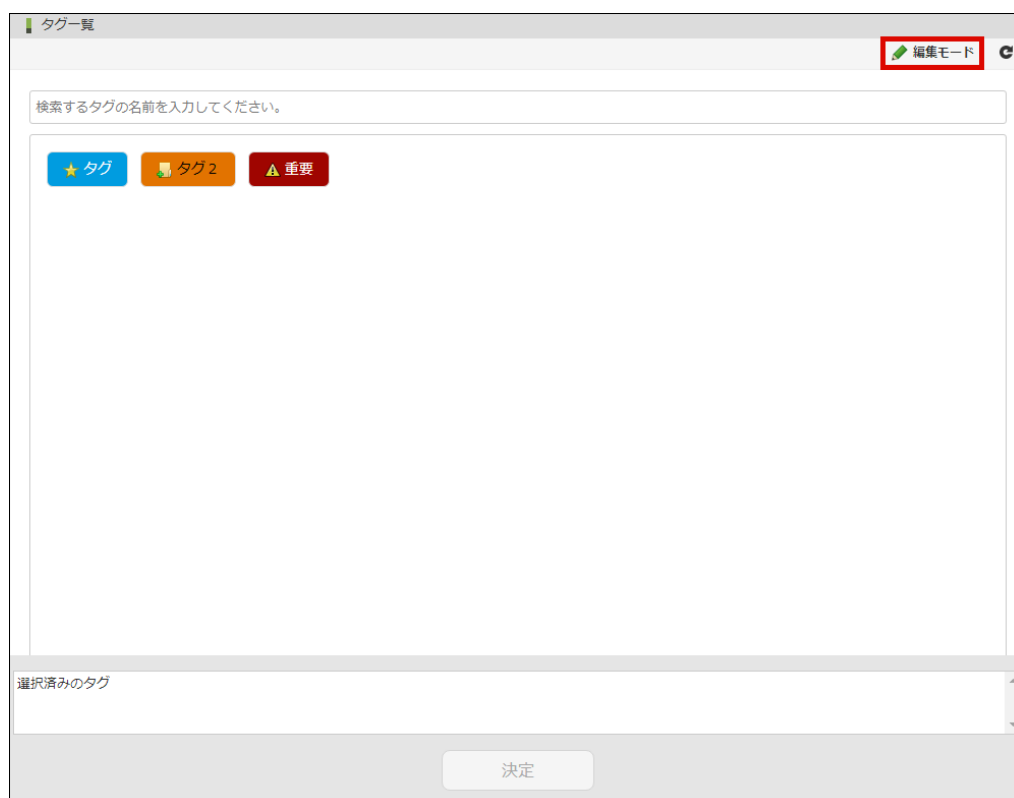 タグ一覧
編集モード
検索するタグの名前を入力してください。
タグ タグ2 重要
選択済みのタグ
決定